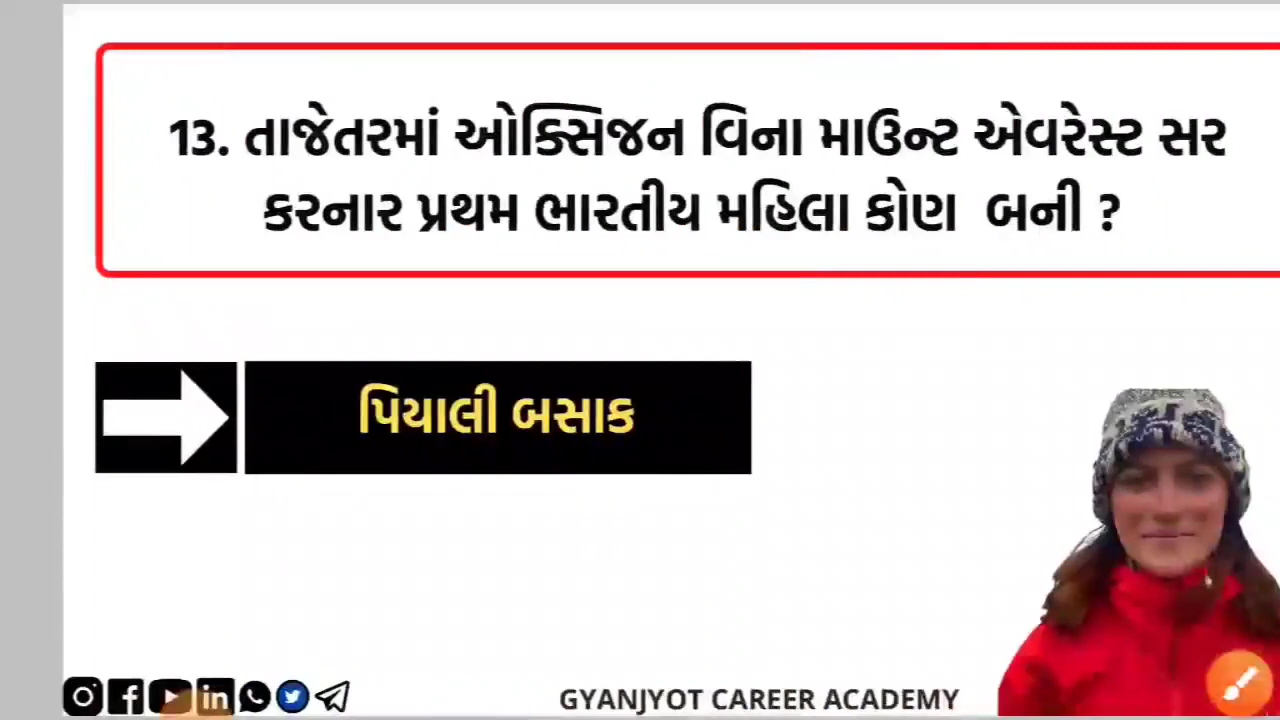 13. તાજેતરમાં ઓક્સિજન વિના માઉન્ટ એવરેસ્ટ સર
કરનાર પ્રથમ ભારતીય મહિલા કોણ બની ?
પિયાલી બસાક
GYANJYOT CAREER ACADEMY